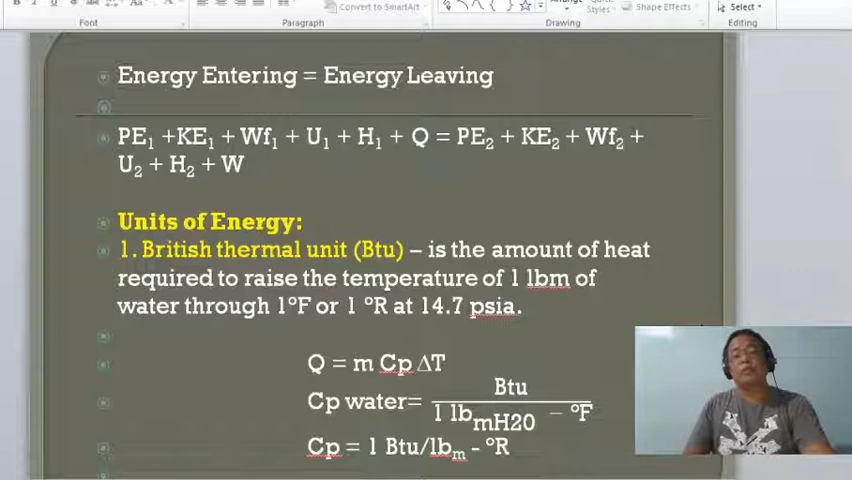 Convert to SmartArt
Arrange
Quick
Styles
Shape Effects
Select
Font
Paragraph
Drawing
Editing
Energy Entering = Energy Leaving
PE₁ +KE₁ + Wf₁ + U₁ + H₁ + Q = PE₂ + KE₂ + Wf₂ +
U₂ + H₂ + W
Units of Energy:
1. British thermal unit (Btu) – is the amount of heat
required to raise the temperature of 1 lbm of
water through 1°F or 1 °R at 14.7 psia.
Q = m Cp ΔT
Btu
Cp water=
1 lbmH20 – °F
Cp = 1 Btu/lbm - °R